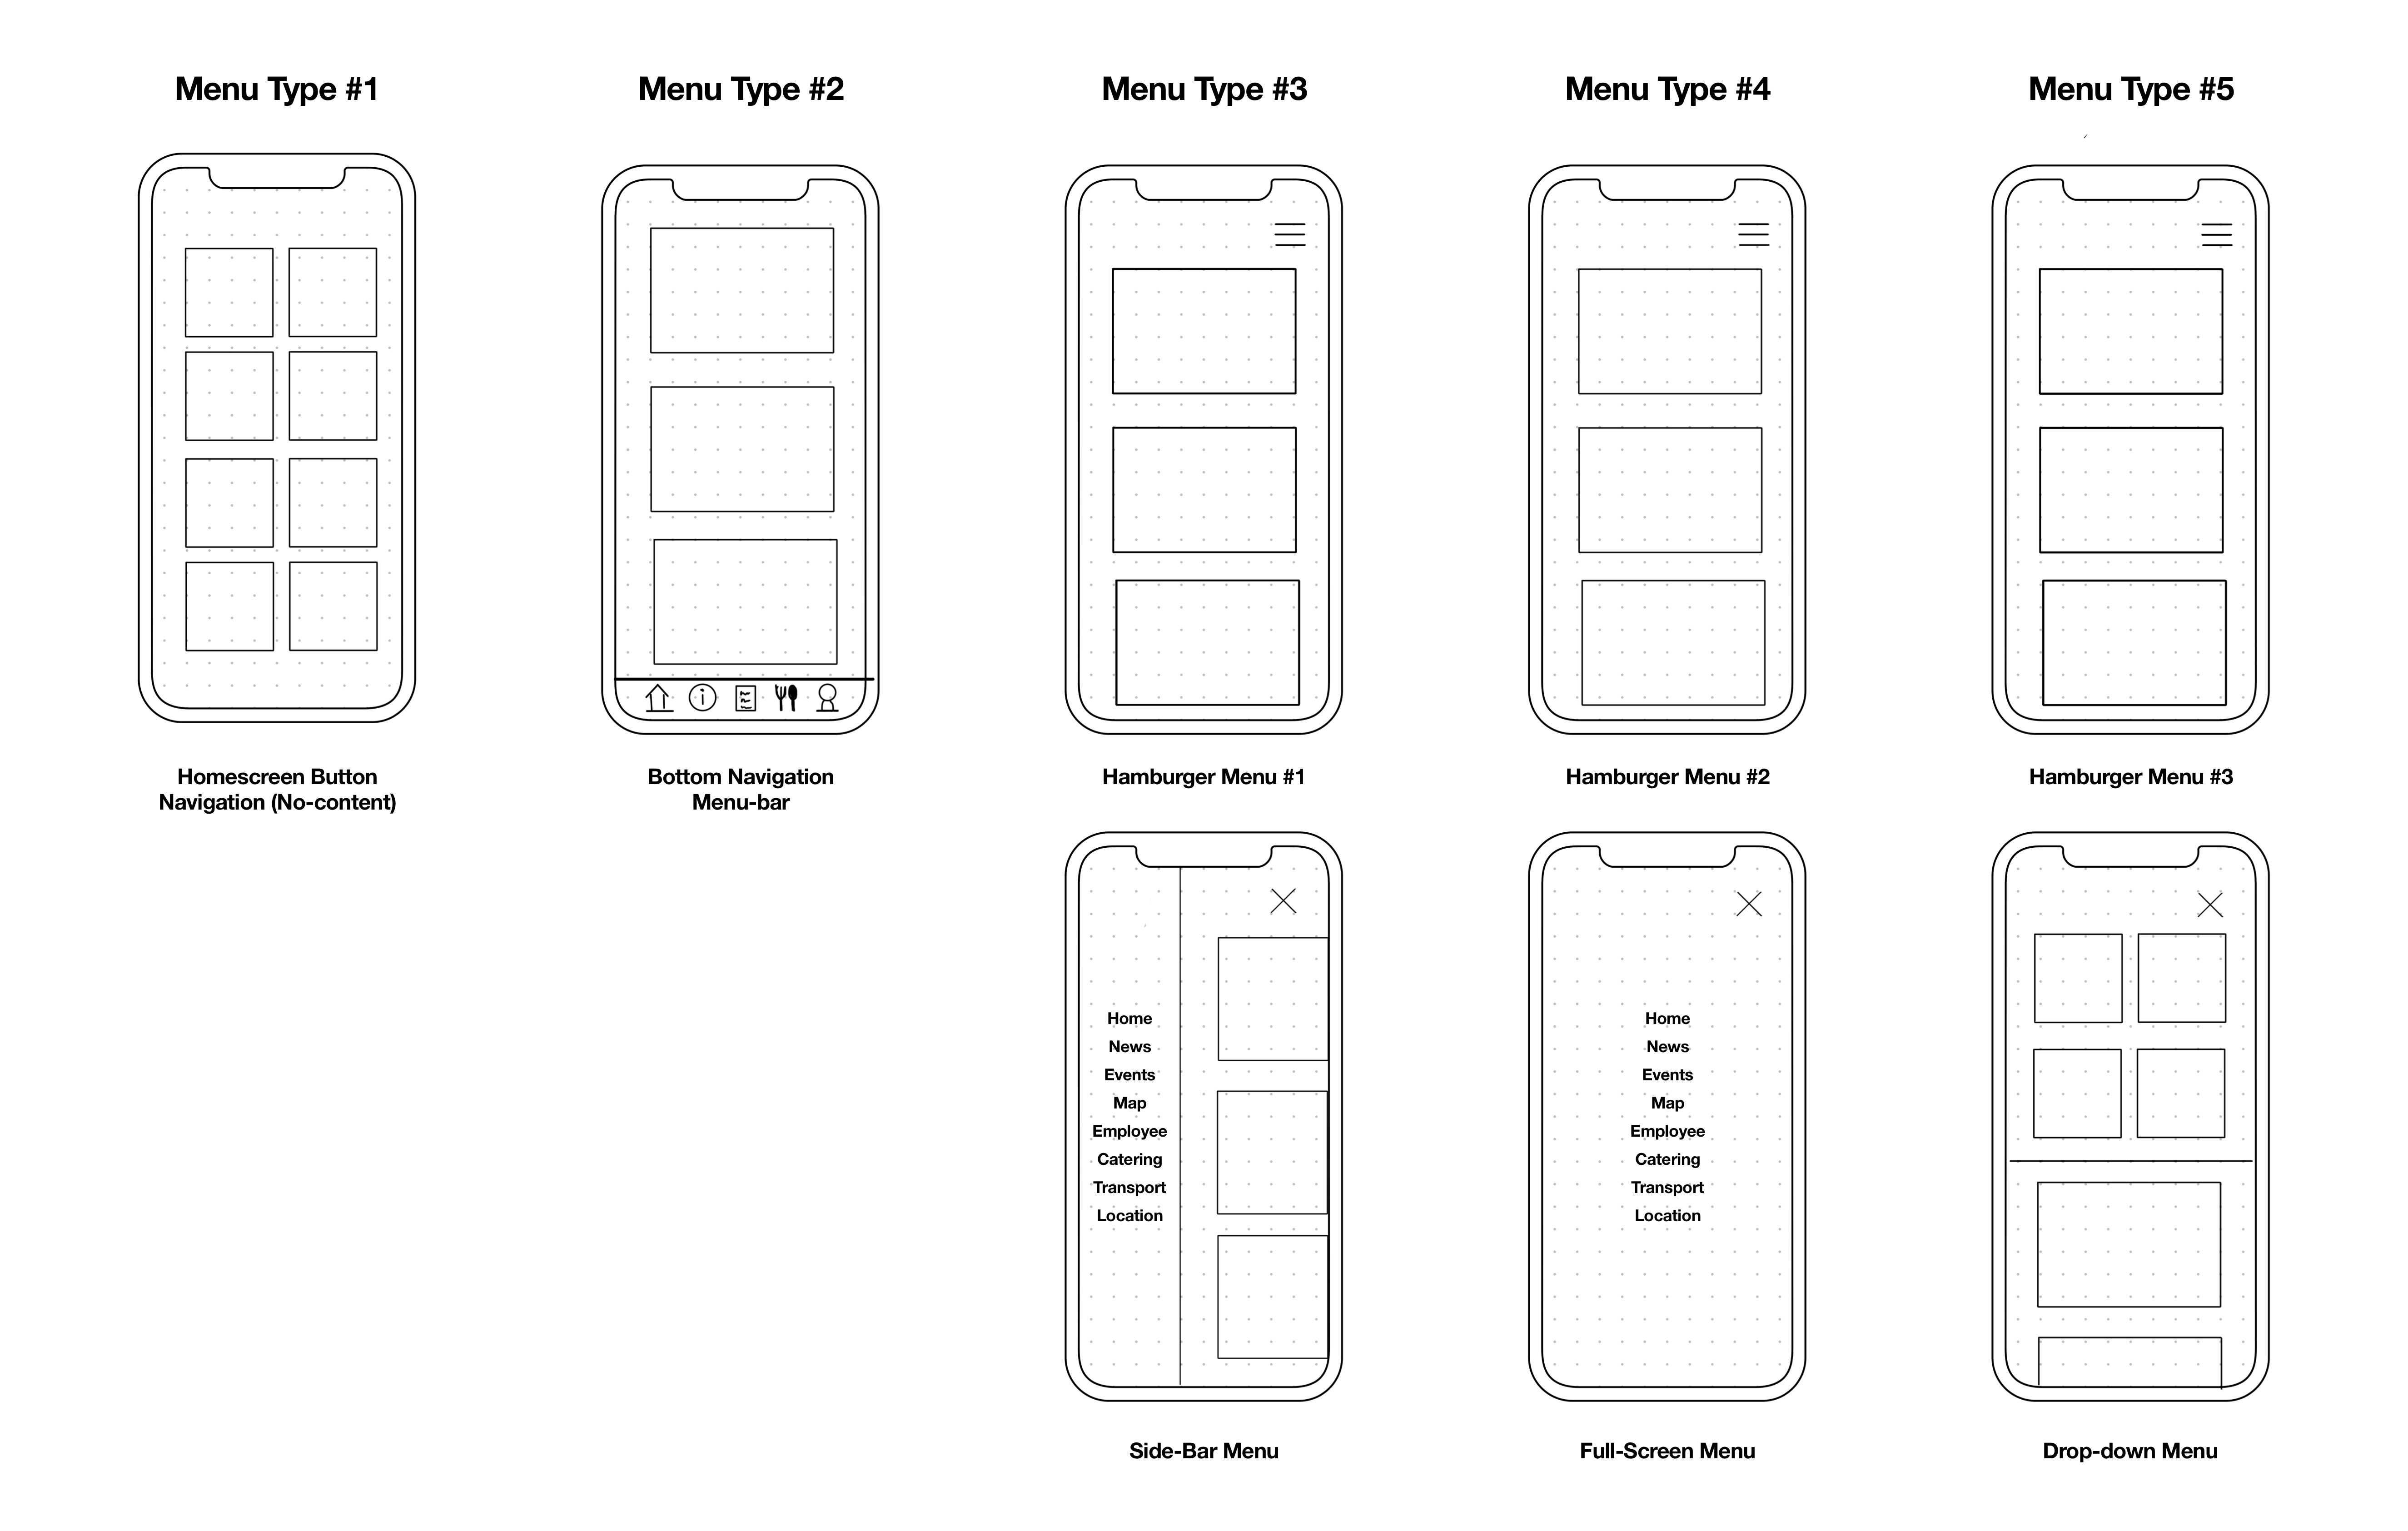 Menu Type #1
Menu Type #2
Menu Type #3
Menu Type #4
Menu Type #5
i
Homescreen Button
Navigation (No-content)
Bottom Navigation
Menu-bar
Hamburger Menu #1
Hamburger Menu #2
Hamburger Menu #3
Home
News
Events
Map
Employee
Catering
Transport
Location
Home
News
Events
Map
Employee
Catering
Transport
Location
Side-Bar Menu
Full-Screen Menu
Drop-down Menu